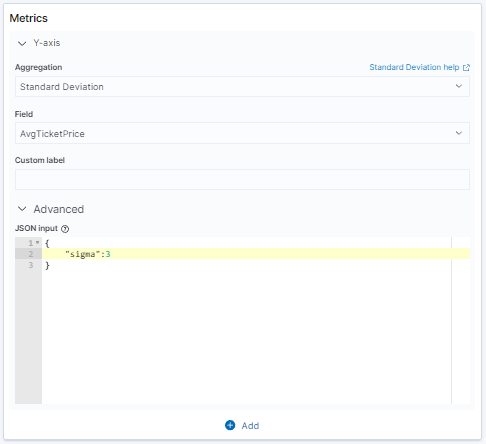 Metrics
Y-axis
Aggregation Standard Deviation help
Standard Deviation
Field
AvgTicketPrice
Custom label
Advanced
JSON input
1 {
2 "sigma":3
3 }
Add